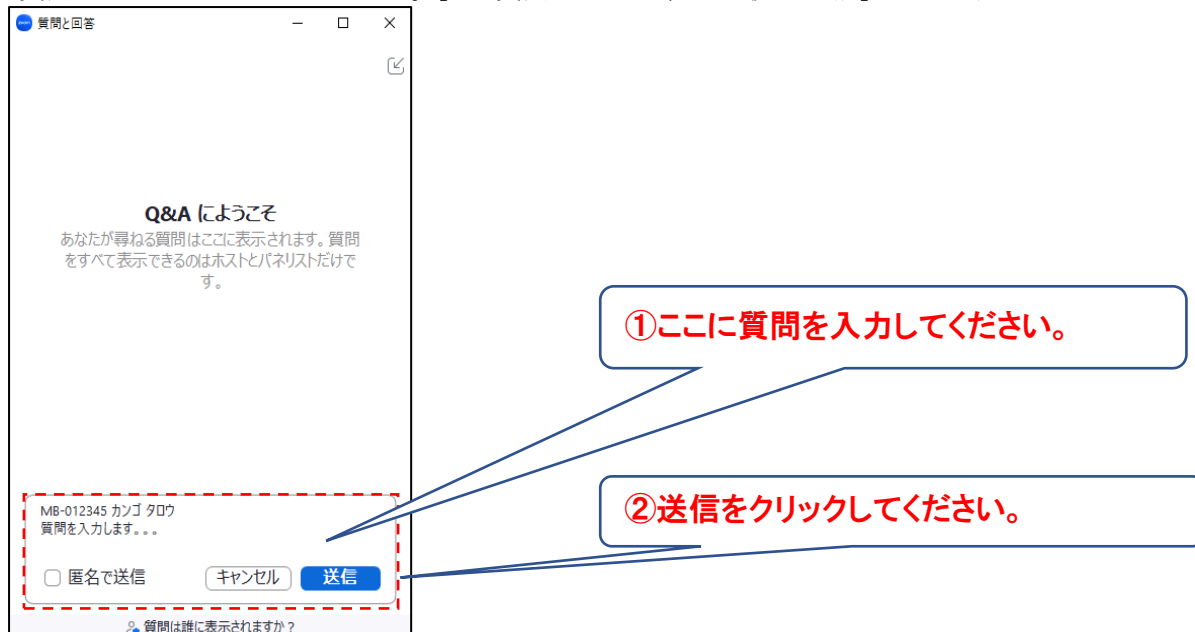 質問と回答
Q&A にようこそ
あなたが尋ねる質問はここに表示されます。質問
をすべて表示できるのはホストとパネリストだけで
す。
①ここに質問を入力してください。
MB-012345 カンゴ タロウ
質問を入力します。。。
②送信をクリックしてください。
匿名で送信
キャンセル
送信
質問は誰に表示されますか?